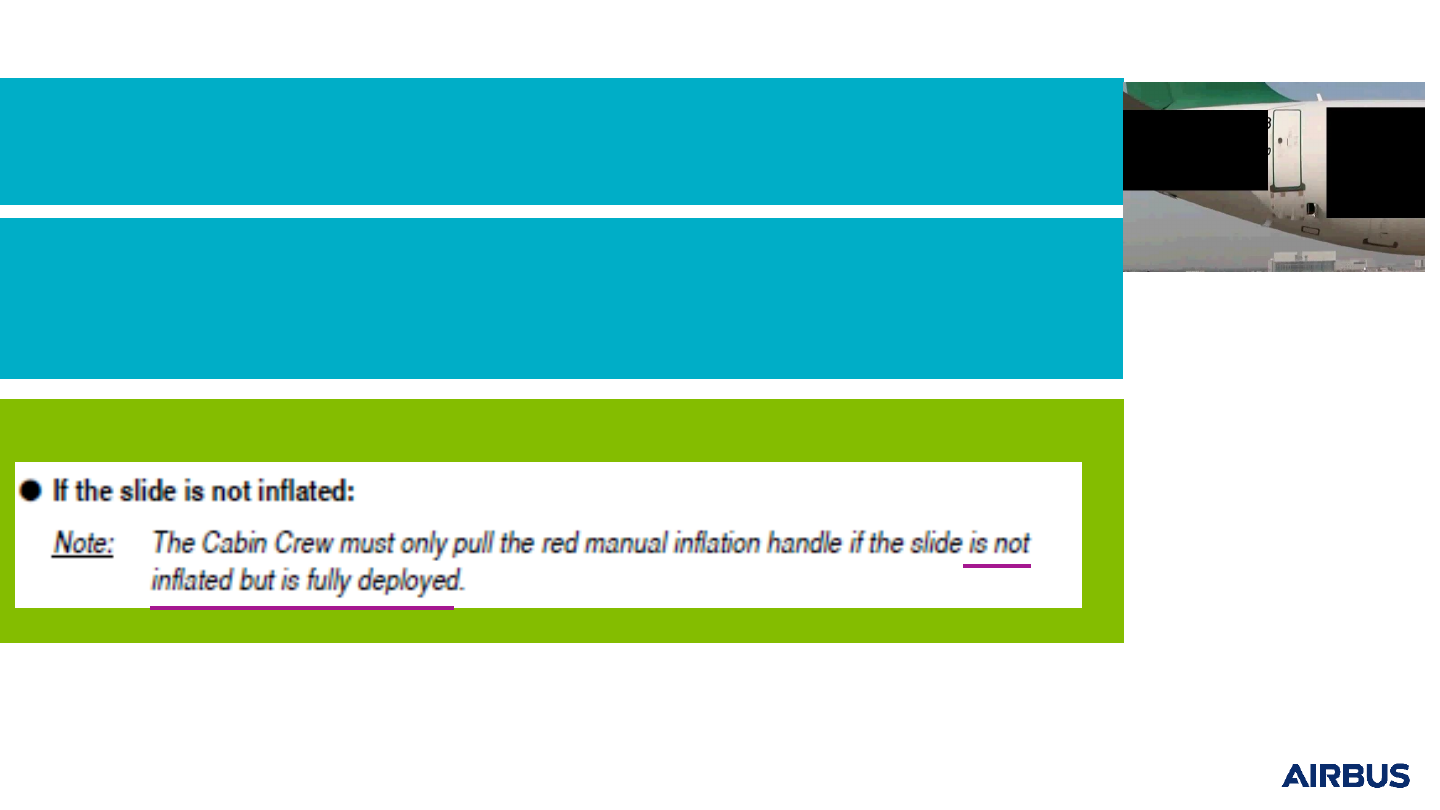 ● If the slide is not inflated:
Note: The Cabin Crew must only pull the red manual inflation handle if the slide is not
inflated but is fully deployed.
AIRBUS